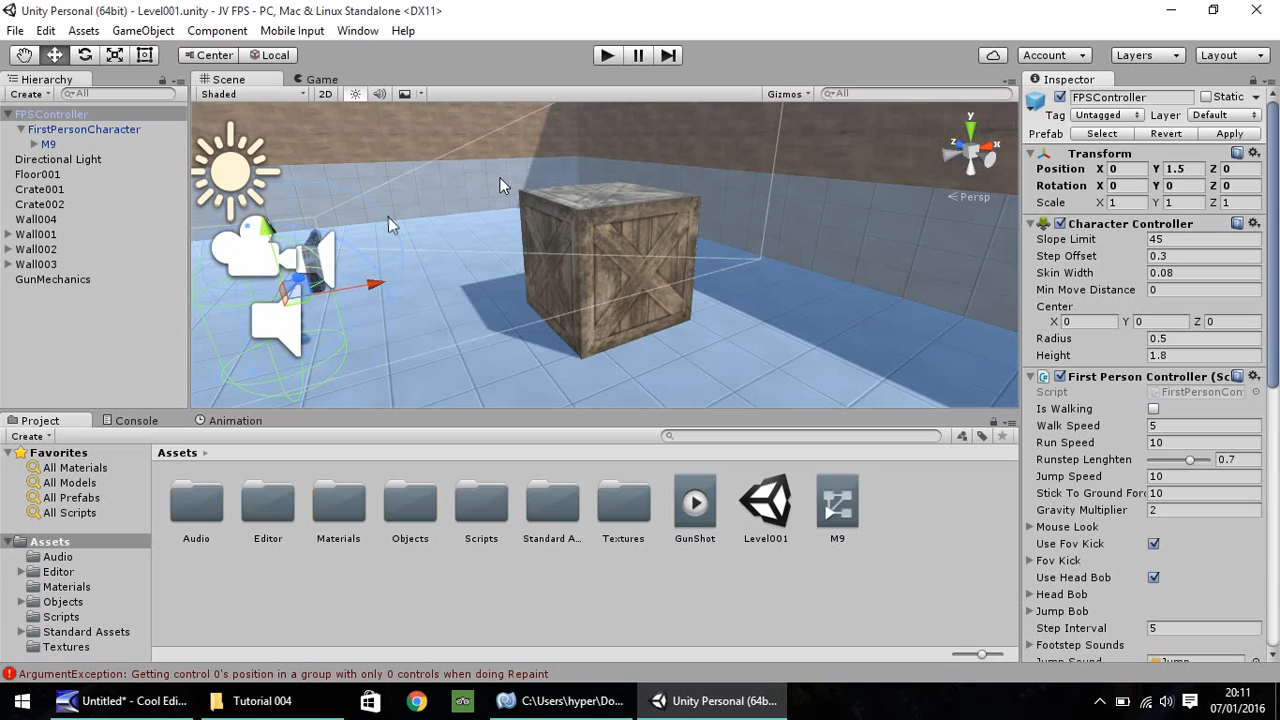 Unity Personal (64bit) - Level001.unity - JV FPS - PC, Mac & Linux Standalone <DX11>
File Edit Assets GameObject Component Mobile Input Window Help
Center Local Account Layers Layout
Hierarchy Scene Game Inspector
Create All Shaded 2D Gizmos All FPSController Static
FPSController
FirstPersonCharacter
M9
Directional Light
Floor001
Crate001
Crate002
Wall004
Wall001
Wall002
Wall003
GunMechanics
y
x
z
Persp
Tag Untagged Layer Default
Prefab Select Revert Apply
Transform
Position X 0 Y 1.5 Z 0
Rotation X 0 Y 0 Z 0
Scale X 1 Y 1 Z 1
Character Controller
Slope Limit 45
Step Offset 0.3
Skin Width 0.08
Min Move Distance 0
Center
X 0 Y 0 Z 0
Radius 0.5
Height 1.8
First Person Controller (Sc
Script FirstPersonCon
Is Walking
Walk Speed 5
Run Speed 10
Runstep Lenghten 0.7
Jump Speed 10
Stick To Ground Forc 10
Gravity Multiplier 2
Mouse Look
Use Fov Kick
Fov Kick
Use Head Bob
Head Bob
Jump Bob
Step Interval 5
Footstep Sounds
Jump Sound Jump
Project Console Animation
Create
Favorites
All Materials
All Models
All Prefabs
All Scripts
Assets
Audio
Editor
Materials
Objects
Scripts
Standard Assets
Textures
Assets
Audio Editor Materials Objects Scripts Standard A... Textures GunShot Level001 M9
ArgumentException: Getting control 0's position in a group with only 0 controls when doing Repaint
Untitled* - Cool Edi... Tutorial 004 C:\Users\hyper\Do... Unity Personal (64b...
20:11
07/01/2016